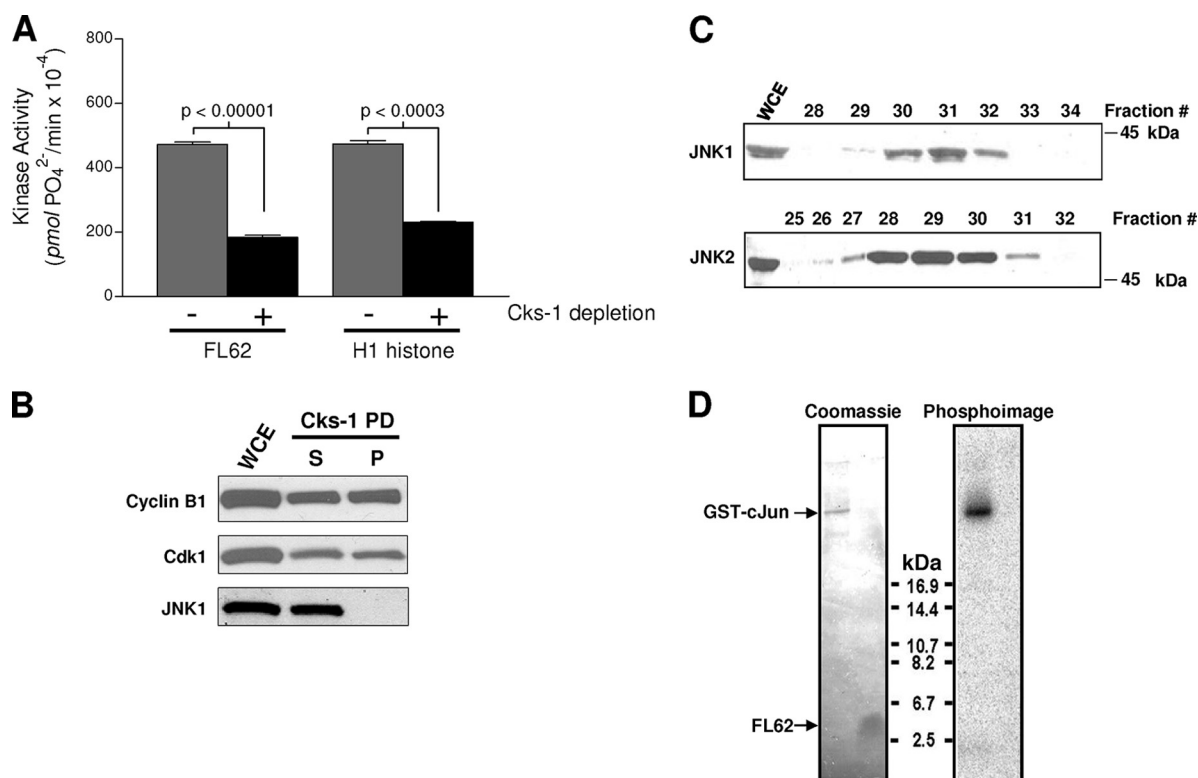 A
Kinase Activity
(pmol PO₄²⁻/min x 10⁻⁴)
800
600
400
200
0
p < 0.00001
p < 0.0003
- + - + Cks-1 depletion
FL62 H1 histone
B
WCE
Cks-1 PD
S P
Cyclin B1
Cdk1
JNK1
C
WCE 28 29 30 31 32 33 34 Fraction #
45 kDa
JNK1
25 26 27 28 29 30 31 32 Fraction #
JNK2
45 kDa
D
Coomassie Phosphoimage
GST-cJun
kDa
16.9
14.4
10.7
8.2
6.7
FL62
2.5